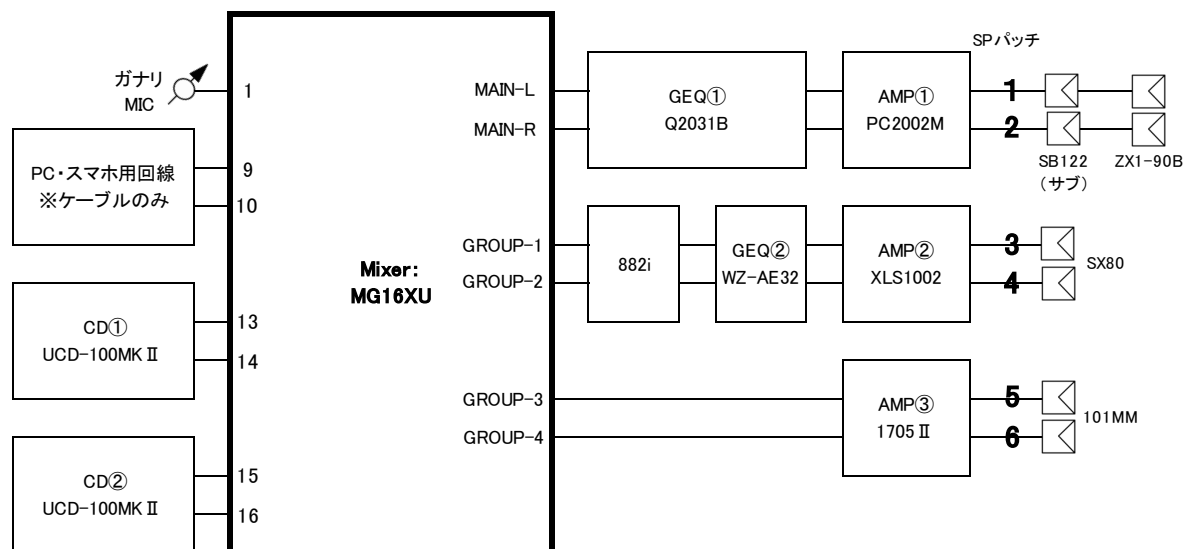 SPパッチ
ガナリ
MIC
1
PC・スマホ用回線
※ケーブルのみ
9
10
CD①
UCD-100MKⅡ
13
14
CD②
UCD-100MKⅡ
15
16
Mixer:
MG16XU
MAIN-L
MAIN-R
GEQ①
Q2031B
AMP①
PC2002M
1
2
SB122
(サブ)
ZX1-90B
GROUP-1
GROUP-2
882i
GEQ②
WZ-AE32
AMP②
XLS1002
3
4
SX80
GROUP-3
GROUP-4
AMP③
1705Ⅱ
5
6
101MM